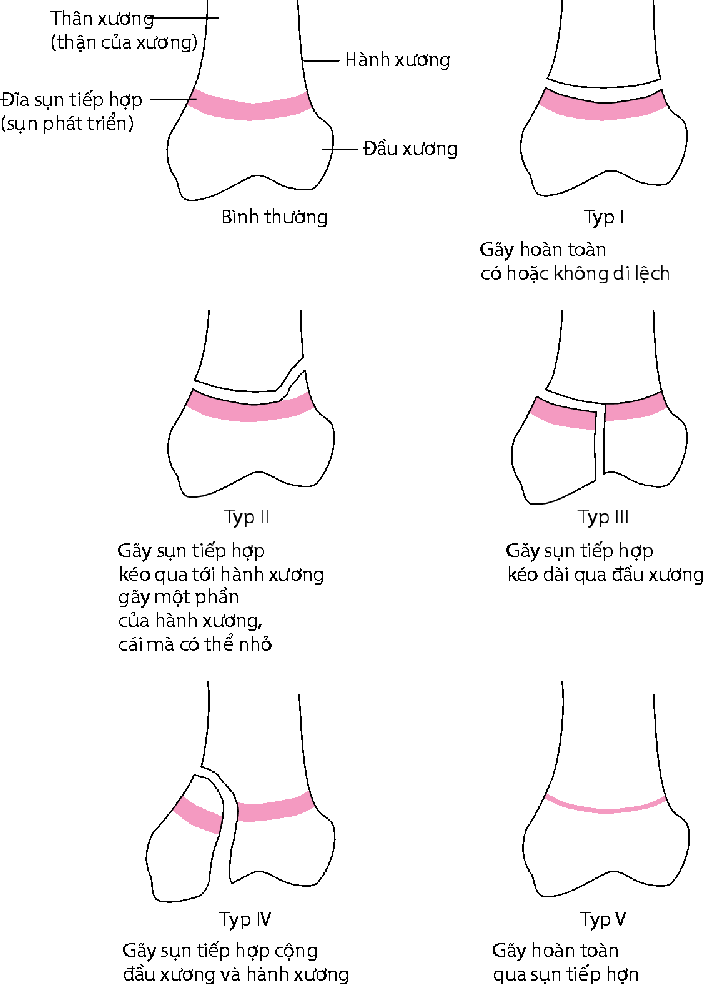 Thân xương
(thận của xương)
Hành xương
Đĩa sụn tiếp hợp
(sụn phát triển)
Đầu xương
Bình thường
Typ I
Gãy hoàn toàn
có hoặc không di lệch
Typ II
Gãy sụn tiếp hợp
kéo qua tới hành xương
gãy một phần
của hành xương,
cái mà có thể nhỏ
Typ III
Gãy sụn tiếp hợp
kéo dài qua đầu xương
Typ IV
Gãy sụn tiếp hợp cộng
đầu xương và hành xương
Typ V
Gãy hoàn toàn
qua sụn tiếp hợn